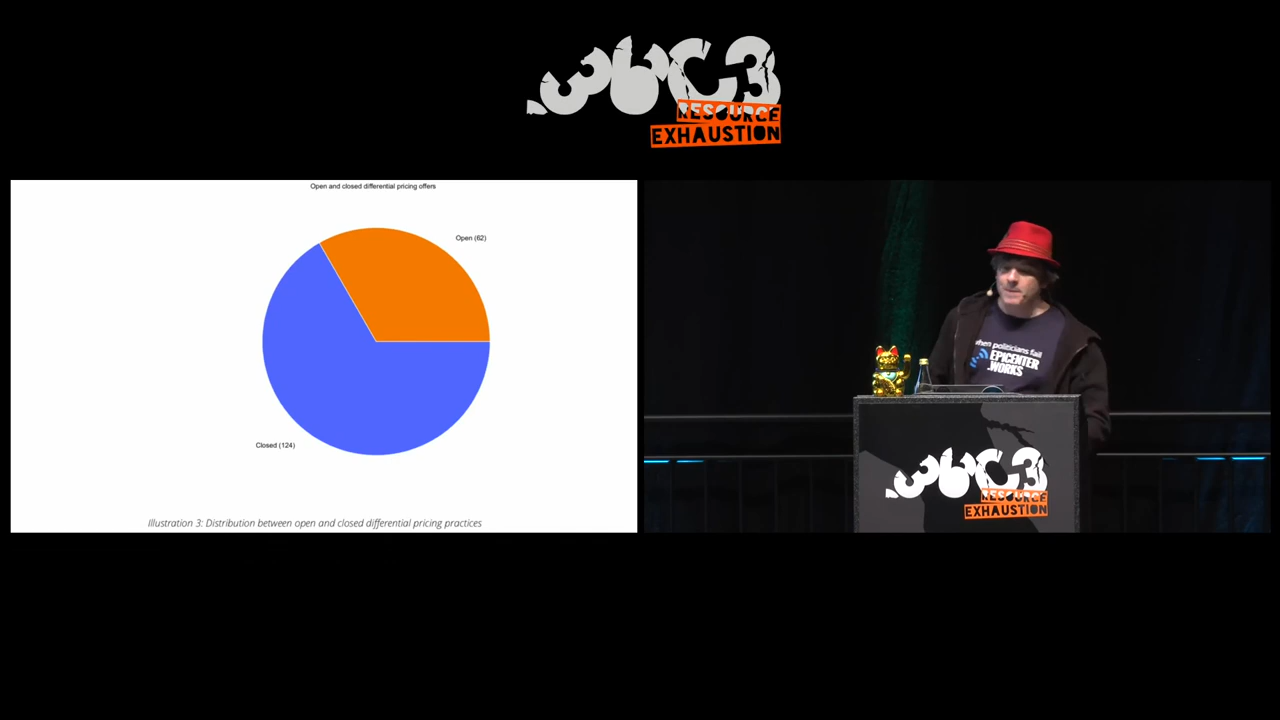 36C3
RESOURCE
EXHAUSTION
Open and closed differential pricing offers
Open (62)
Closed (124)
Illustration 3: Distribution between open and closed differential pricing practices
when politicians fail
EPICENTER
.WORKS
36C3
RESOURCE
EXHAUSTION